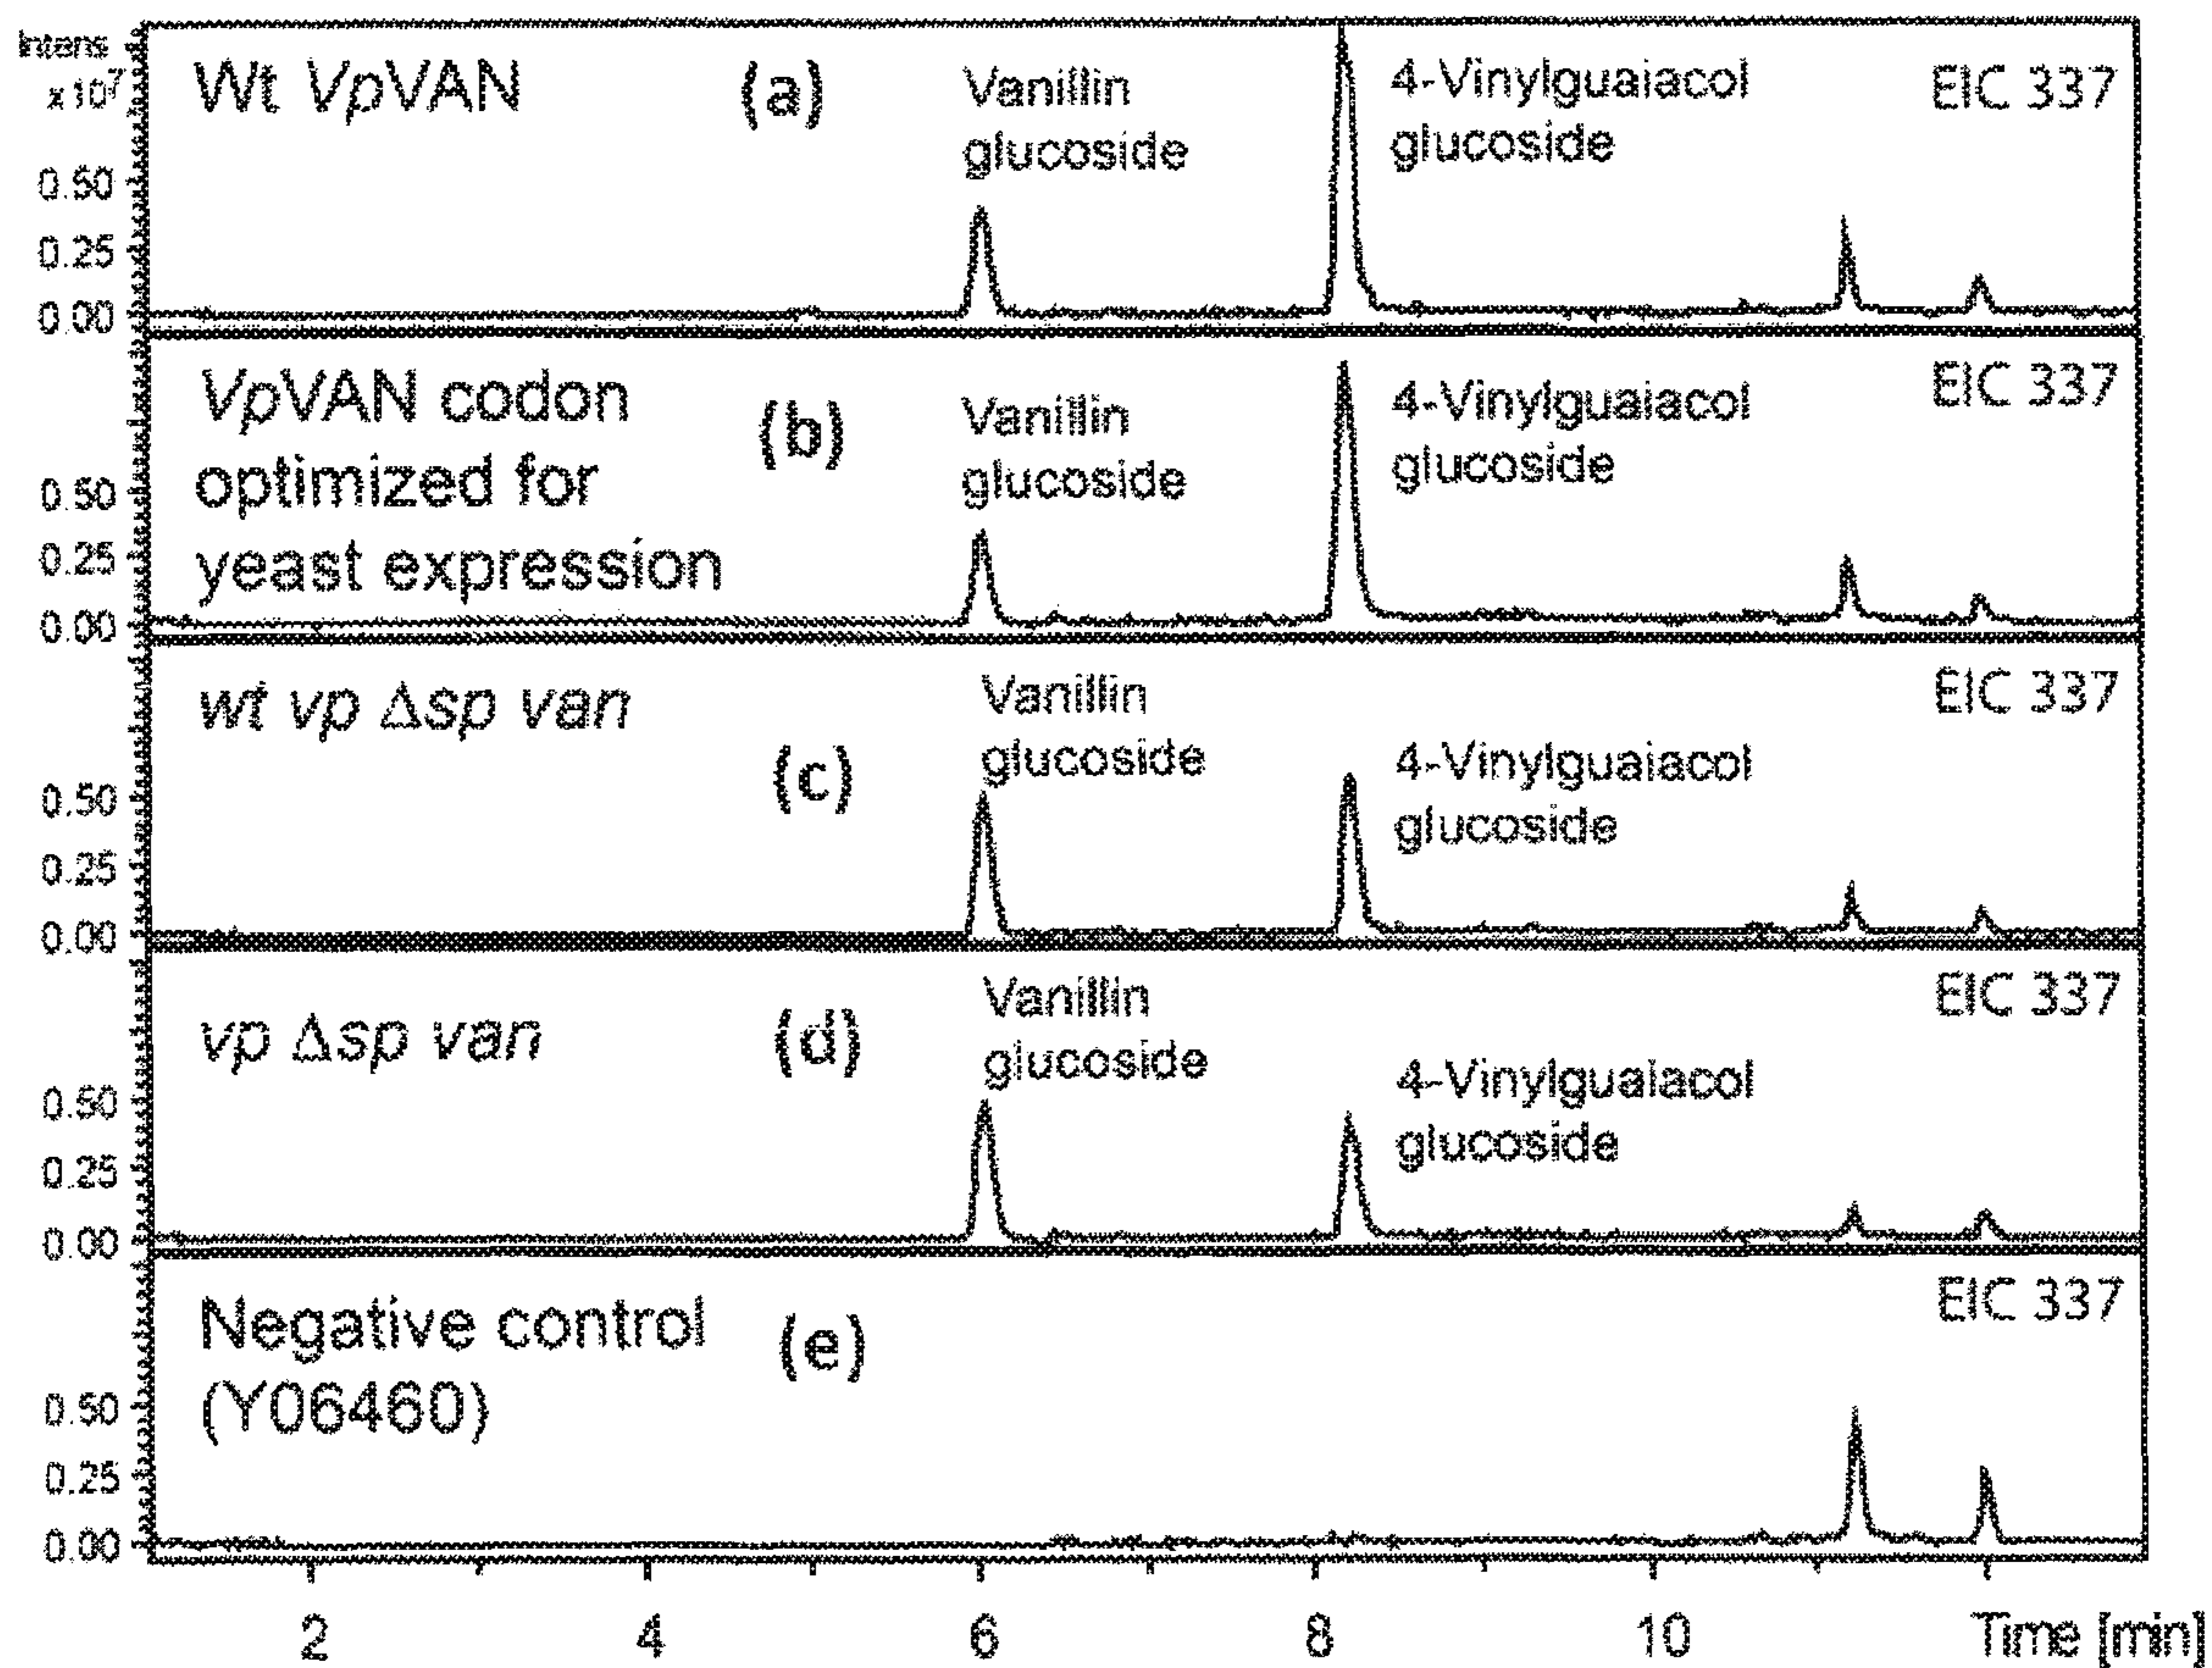 Intens
x10⁷
Wt VpVAN
(a)
Vanillin
glucoside
4-Vinylguaiacol
glucoside
EIC 337
0.50
0.25
0.00
VpVAN codon
optimized for
yeast expression
(b)
Vanillin
glucoside
4-Vinylguaiacol
glucoside
EIC 337
0.50
0.25
0.00
wt vp Δsp van
(c)
Vanillin
glucoside
4-Vinylguaiacol
glucoside
EIC 337
0.50
0.25
0.00
vp Δsp van
(d)
Vanillin
glucoside
4-Vinylguaiacol
glucoside
EIC 337
0.50
0.25
0.00
Negative control
(Y06460)
(e)
EIC 337
0.50
0.25
0.00
2 4 6 8 10 Time [min]